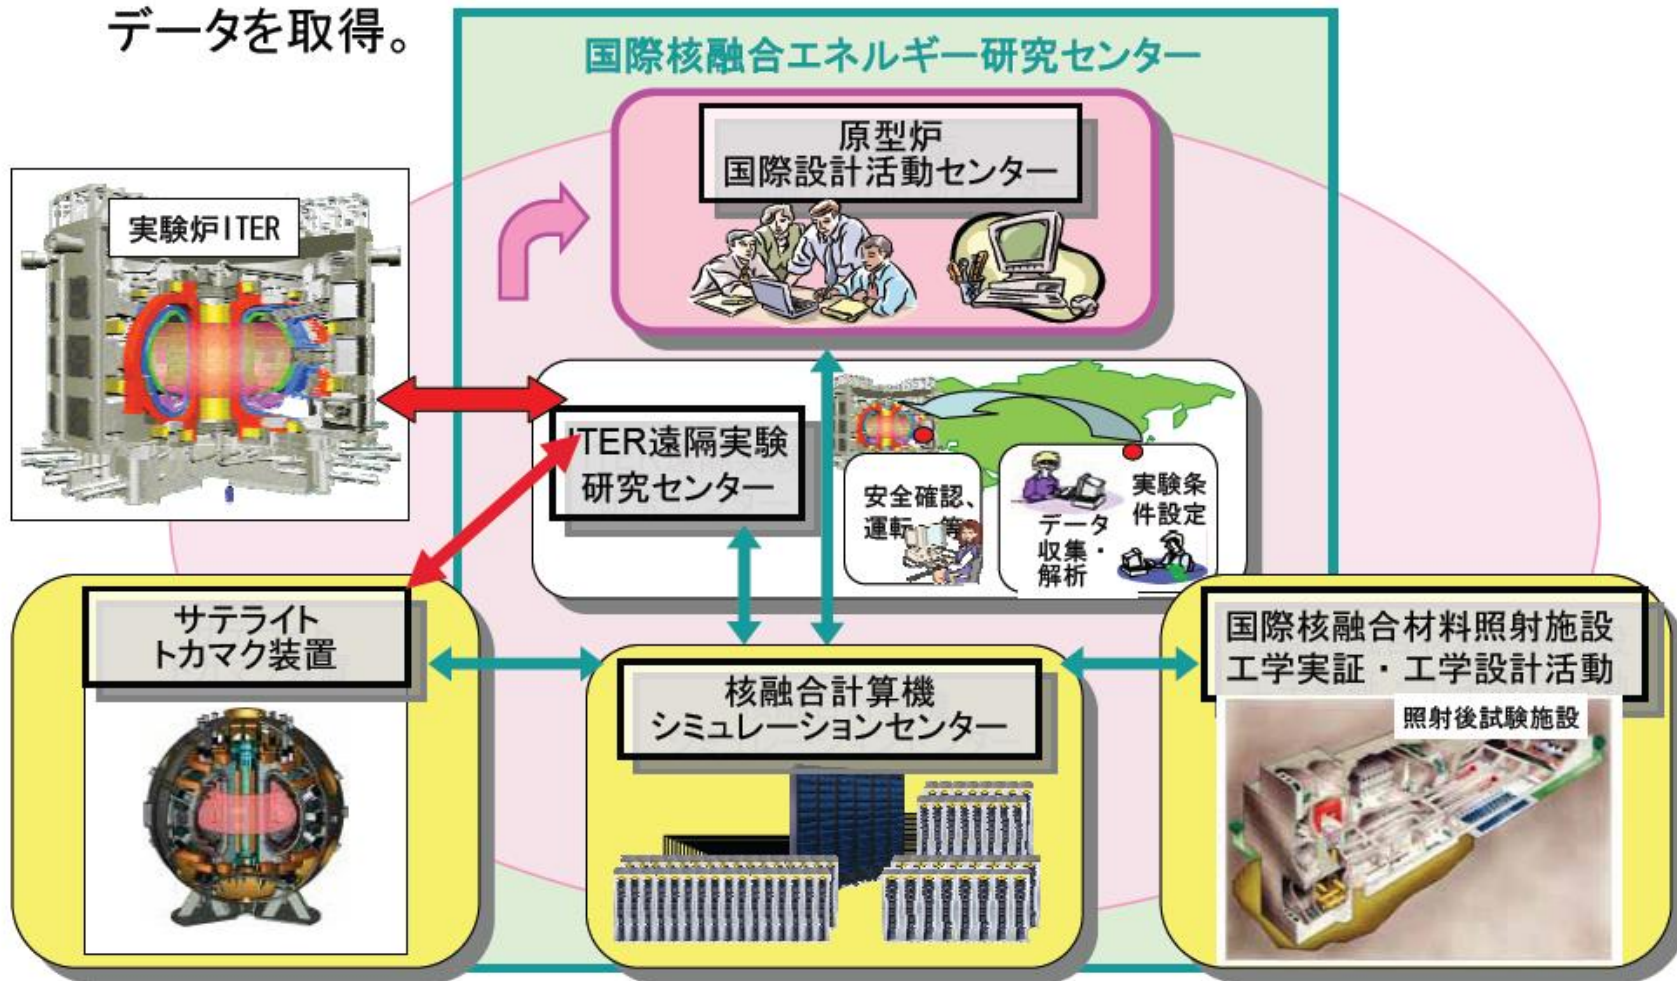 データを取得。
国際核融合エネルギー研究センター
原型炉
国際設計活動センター
実験炉ITER
ITER遠隔実験
研究センター
安全確認、
運転 等
データ
収集・
解析
実験条
件設定
サテライト
トカマク装置
核融合計算機
シミュレーションセンター
国際核融合材料照射施設
工学実証・工学設計活動
照射後試験施設